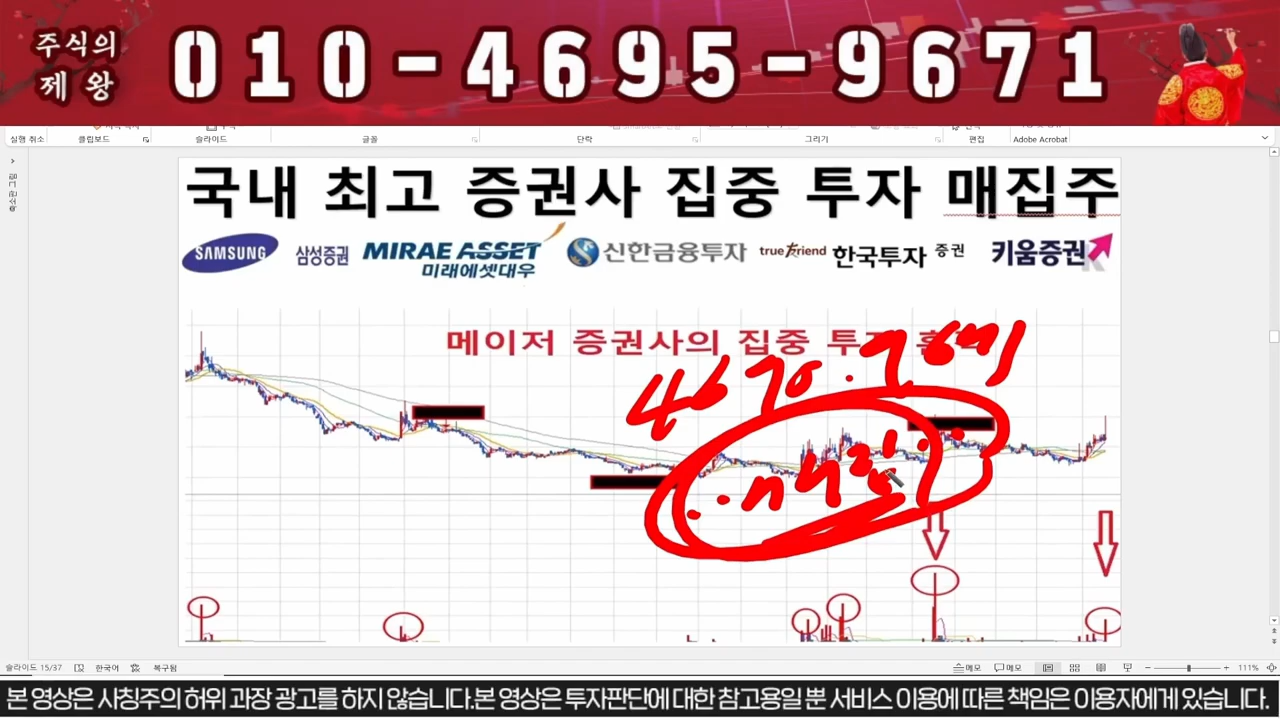 주식의
제왕
010-4695-9671
실행 취소 클립보드 슬라이드 글꼴 단락 그리기 편집 Adobe Acrobat
국내 최고 증권사 집중 투자 매집주
SAMSUNG 삼성증권 MIRAE ASSET 미래에셋대우 신한금융투자 true friend 한국투자 증권 키움증권
메이저 증권사의 집중 투자
슬라이드 15/37 한국어 복구됨 메모 메모 111%
본 영상은 사칭주의 허위 과장 광고를 하지 않습니다.본 영상은 투자판단에 대한 참고용일 뿐 서비스 이용에 따른 책임은 이용자에게 있습니다.